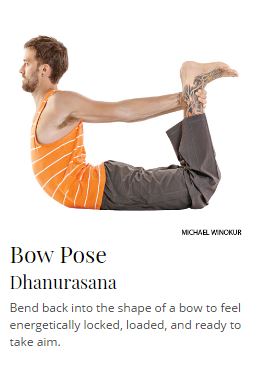 MICHAEL WINOKUR
Bow Pose
Dhanurasana
Bend back into the shape of a bow to feel
energetically locked, loaded, and ready to
take aim.